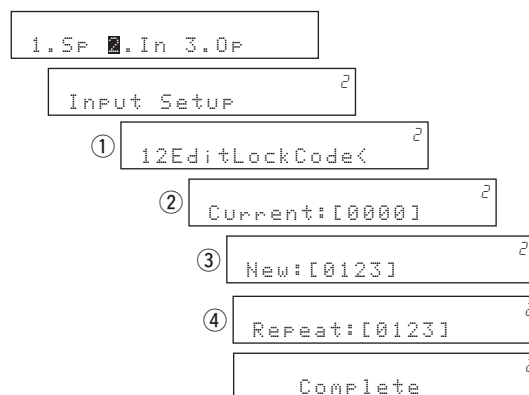 1.Sp 2.In 3.Op
2
Input Setup
2
① 12EditLockCode<
2
② Current:[0000]
2
③ New:[0123]
2
④ Repeat:[0123]
2
Complete